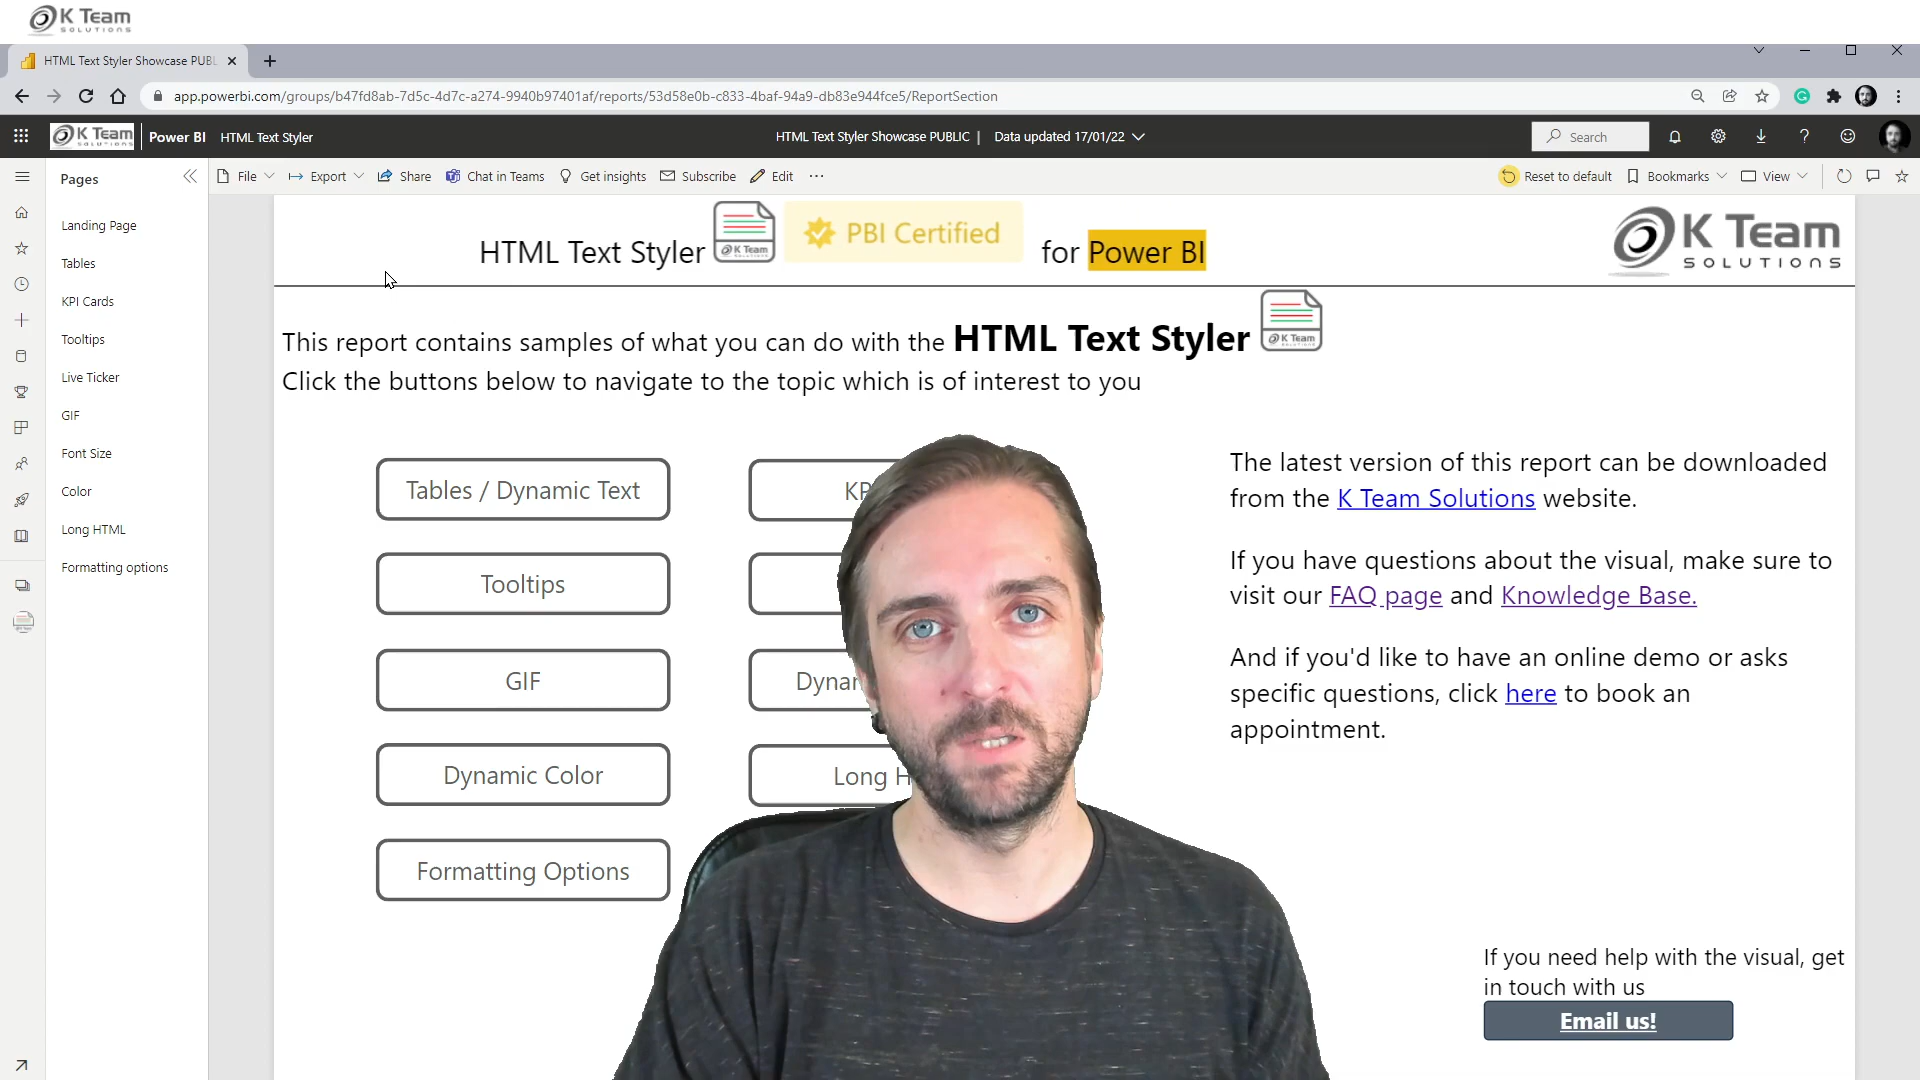 K Team
SOLUTIONS
HTML Text Styler Showcase PUBL
app.powerbi.com/groups/b47fd8ab-7d5c-4d7c-a274-9940b97401af/reports/53d58e0b-c833-4baf-94a9-db83e944fce5/ReportSection
K Team
SOLUTIONS
Power BI
HTML Text Styler
HTML Text Styler Showcase PUBLIC | Data updated 17/01/22
Search
Pages
File
Export
Share
Chat in Teams
Get insights
Subscribe
Edit
Reset to default
Bookmarks
View
Landing Page
Tables
KPI Cards
Tooltips
Live Ticker
GIF
Font Size
Color
Long HTML
Formatting options
HTML Text Styler K Team PBI Certified for Power BI
K Team
SOLUTIONS
This report contains samples of what you can do with the HTML Text Styler K Team
Click the buttons below to navigate to the topic which is of interest to you
Tables / Dynamic Text
Tooltips
GIF
Dynamic Color
Long H
Formatting Options
The latest version of this report can be downloaded
from the K Team Solutions website.
If you have questions about the visual, make sure to
visit our FAQ page and Knowledge Base.
And if you'd like to have an online demo or asks
specific questions, click here to book an
appointment.
If you need help with the visual, get
in touch with us
Email us!